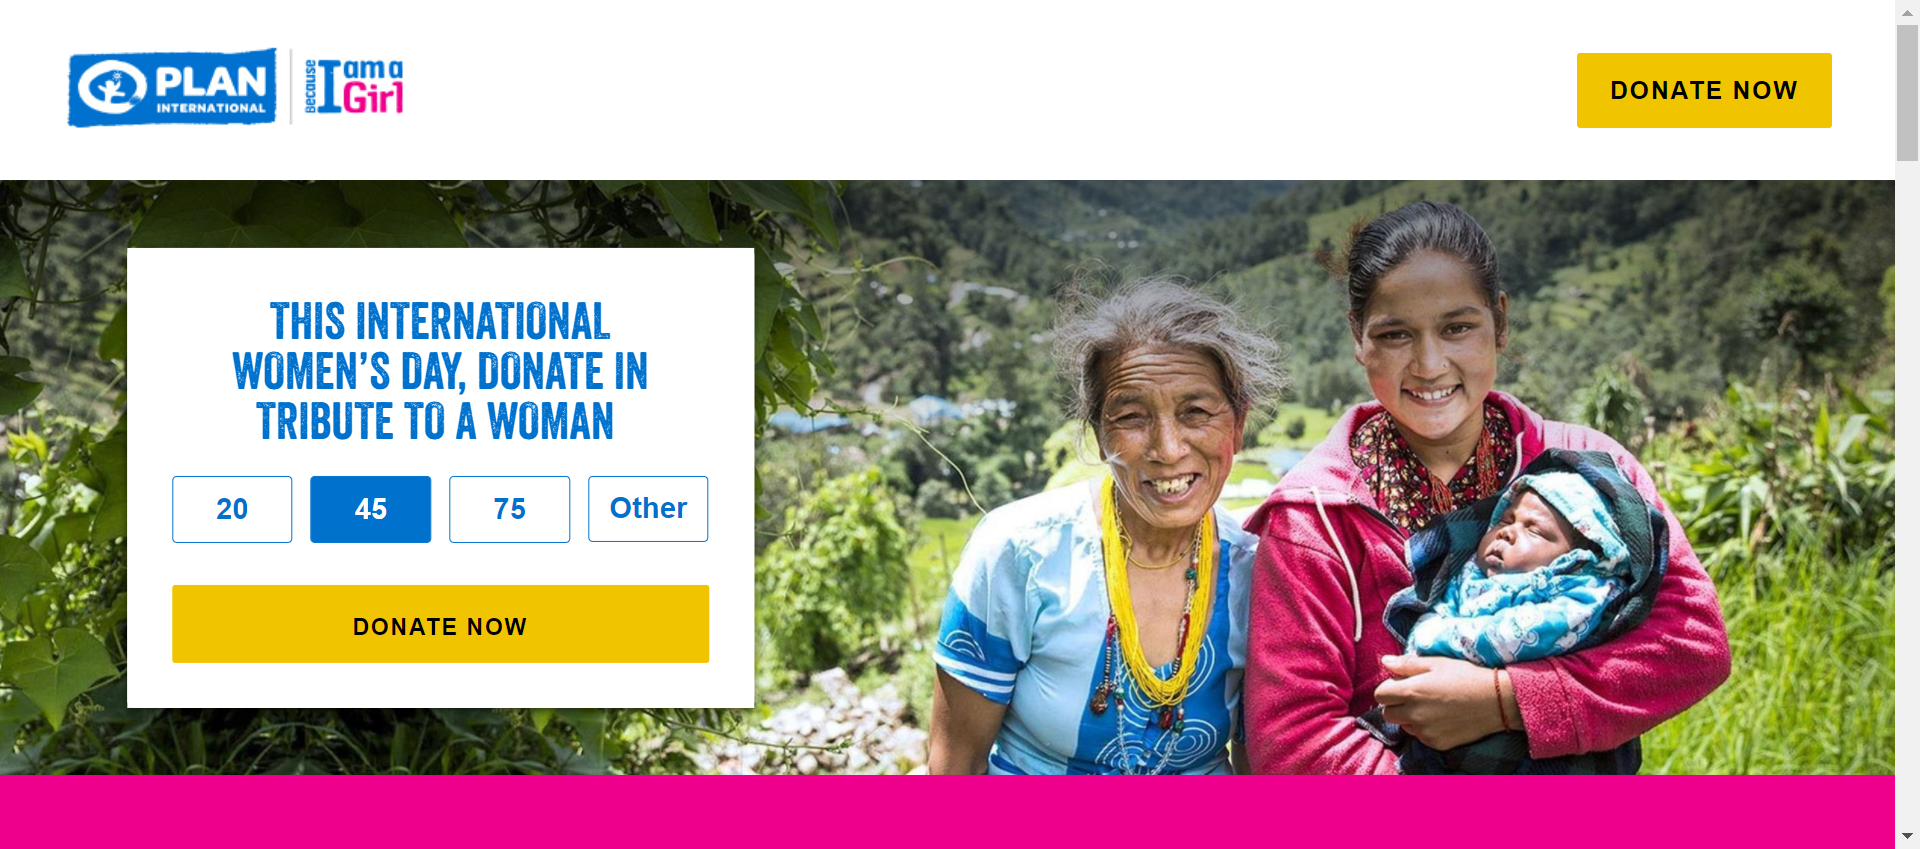 PLAN
INTERNATIONAL
Because
I am a
Girl
DONATE NOW
THIS INTERNATIONAL
WOMEN'S DAY, DONATE IN
TRIBUTE TO A WOMAN
20 45 75 Other
DONATE NOW